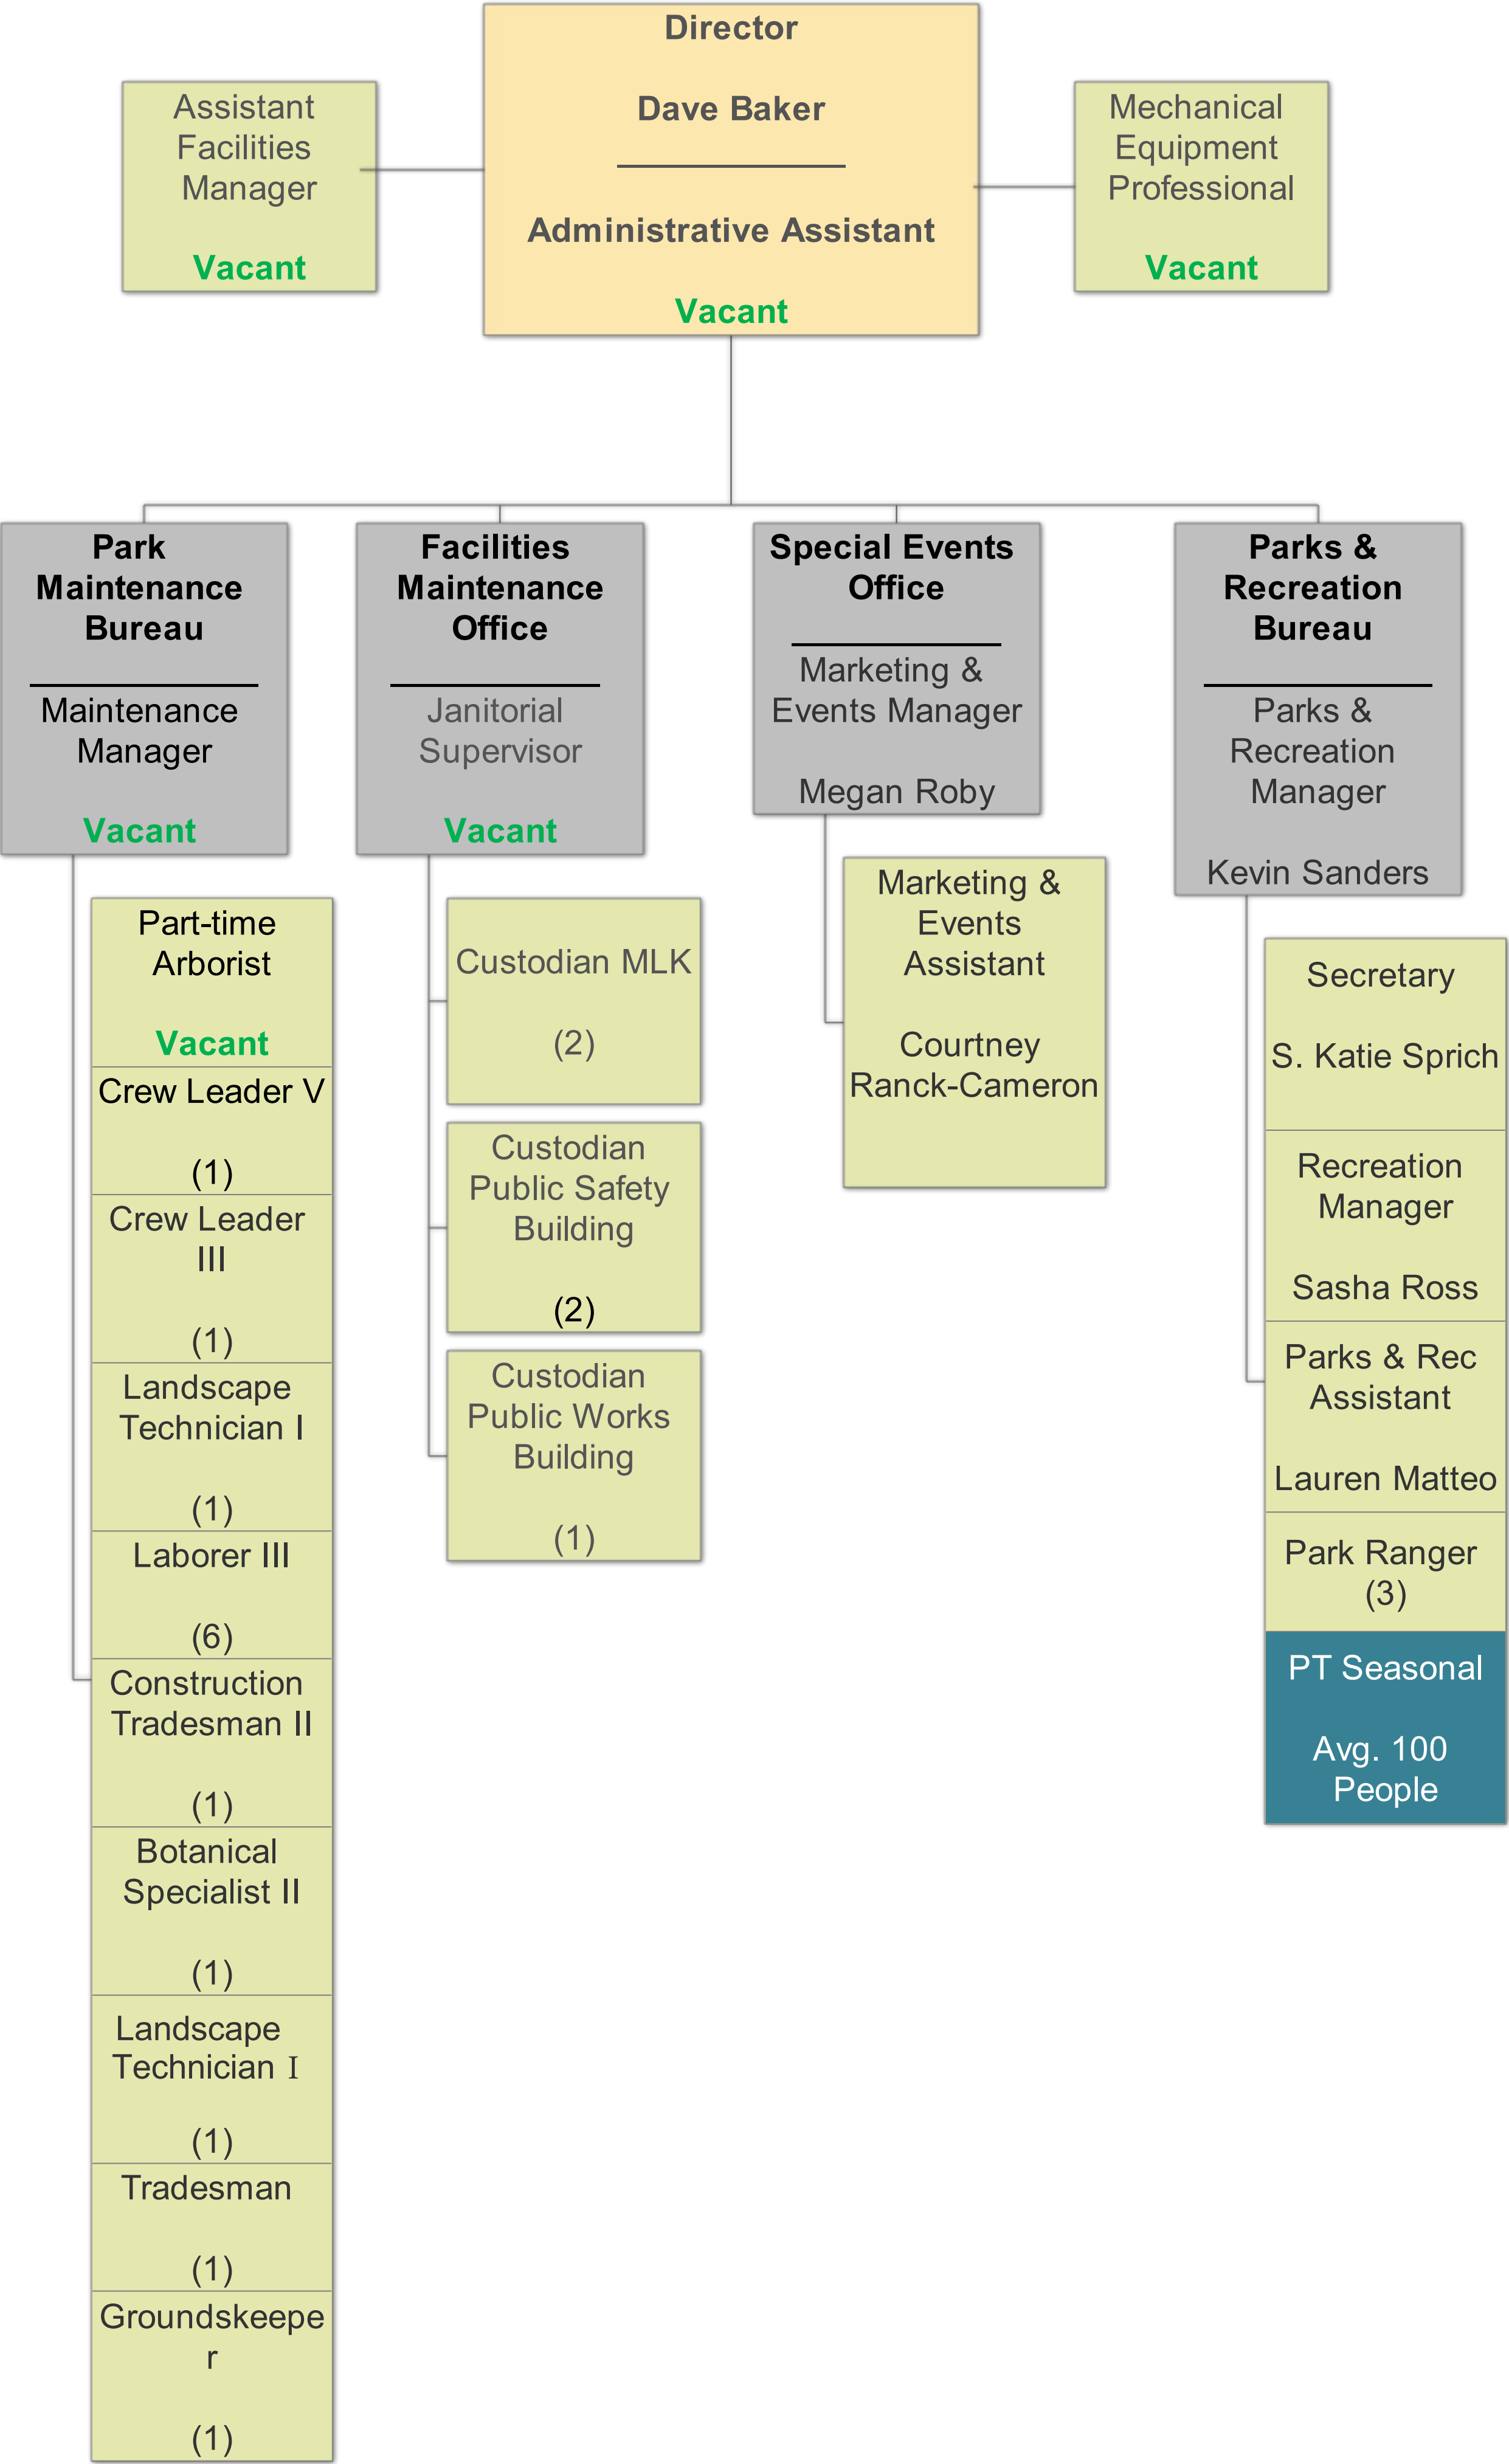 Director
Dave Baker
Administrative Assistant
Vacant
Assistant
Facilities
Manager
Vacant
Mechanical
Equipment
Professional
Vacant
Park
Maintenance
Bureau
Maintenance
Manager
Vacant
Part-time
Arborist
Vacant
Crew Leader V
(1)
Crew Leader
III
(1)
Landscape
Technician I
(1)
Laborer III
(6)
Construction
Tradesman II
(1)
Botanical
Specialist II
(1)
Landscape
Technician I
(1)
Tradesman
(1)
Groundskeepe
r
(1)
Facilities
Maintenance
Office
Janitorial
Supervisor
Vacant
Custodian MLK
(2)
Custodian
Public Safety
Building
(2)
Custodian
Public Works
Building
(1)
Special Events
Office
Marketing &
Events Manager
Megan Roby
Marketing &
Events
Assistant
Courtney
Ranck-Cameron
Parks &
Recreation
Bureau
Parks &
Recreation
Manager
Kevin Sanders
Secretary
S. Katie Sprich
Recreation
Manager
Sasha Ross
Parks & Rec
Assistant
Lauren Matteo
Park Ranger
(3)
PT Seasonal
Avg. 100
People